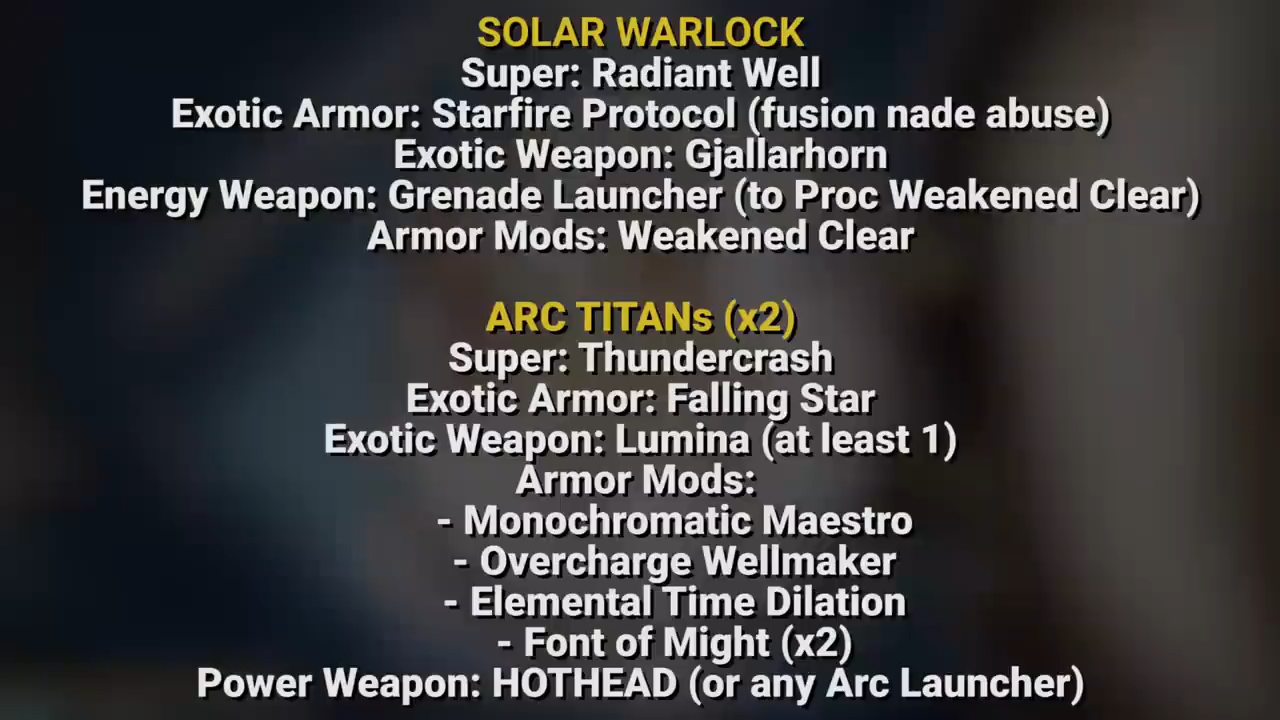 SOLAR WARLOCK
Super: Radiant Well
Exotic Armor: Starfire Protocol (fusion nade abuse)
Exotic Weapon: Gjallarhorn
Energy Weapon: Grenade Launcher (to Proc Weakened Clear)
Armor Mods: Weakened Clear
ARC TITANs (x2)
Super: Thundercrash
Exotic Armor: Falling Star
Exotic Weapon: Lumina (at least 1)
Armor Mods:
- Monochromatic Maestro
- Overcharge Wellmaker
- Elemental Time Dilation
- Font of Might (x2)
Power Weapon: HOTHEAD (or any Arc Launcher)